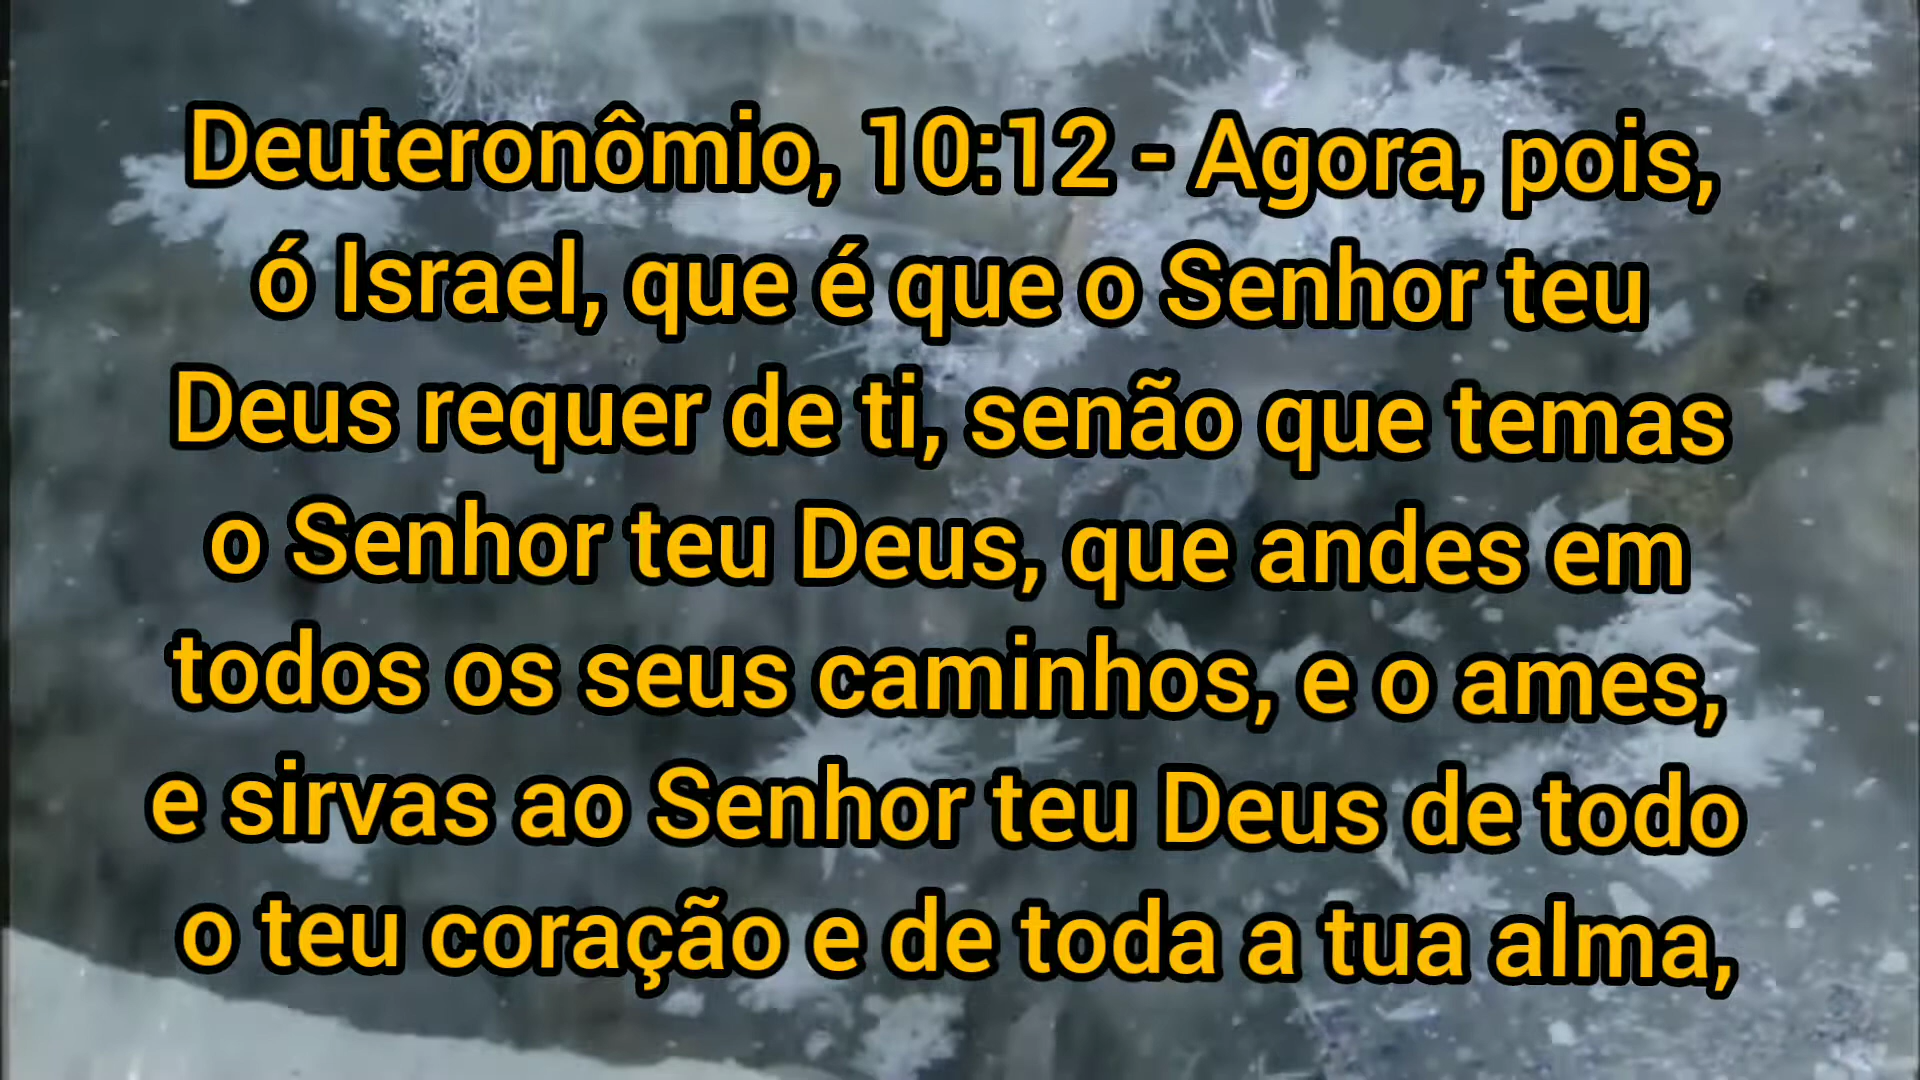 Deuteronômio, 10:12 - Agora, pois,
ó Israel, que é que o Senhor teu
Deus requer de ti, senão que temas
o Senhor teu Deus, que andes em
todos os seus caminhos, e o ames,
e sirvas ao Senhor teu Deus de todo
o teu coração e de toda a tua alma,